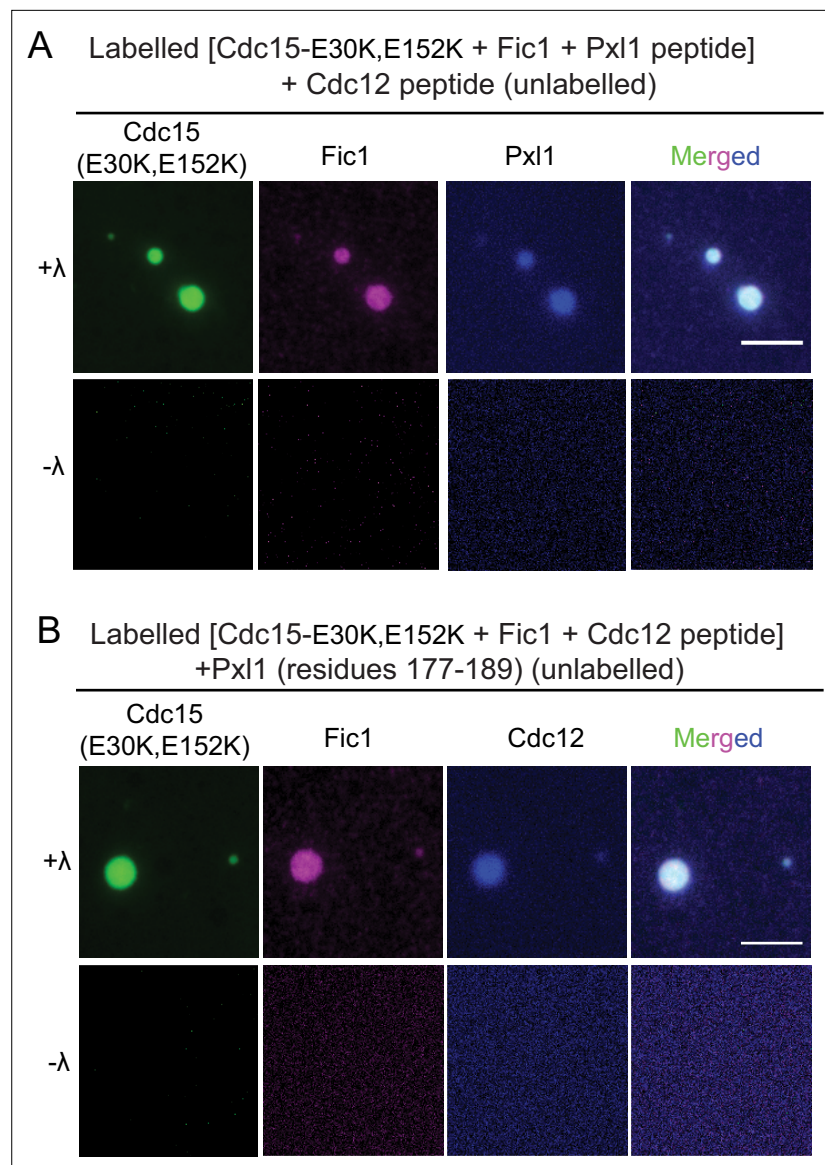 A
Labelled [Cdc15-E30K,E152K + Fic1 + Pxl1 peptide]
+ Cdc12 peptide (unlabelled)
Cdc15
(E30K,E152K)
Fic1
Pxl1
Merged
+λ
-λ
B
Labelled [Cdc15-E30K,E152K + Fic1 + Cdc12 peptide]
+Pxl1 (residues 177-189) (unlabelled)
Cdc15
(E30K,E152K)
Fic1
Cdc12
Merged
+λ
-λ